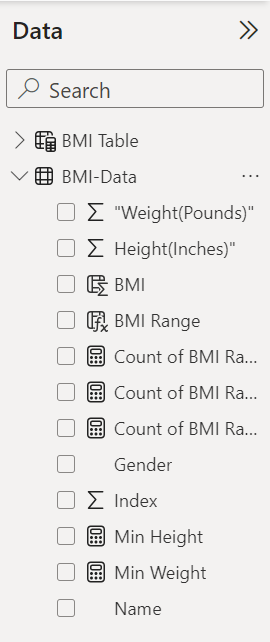 Data
Search
BMI Table
BMI-Data
"Weight(Pounds)"
Height(Inches)"
BMI
BMI Range
Count of BMI Ra...
Count of BMI Ra...
Count of BMI Ra...
Gender
Index
Min Height
Min Weight
Name